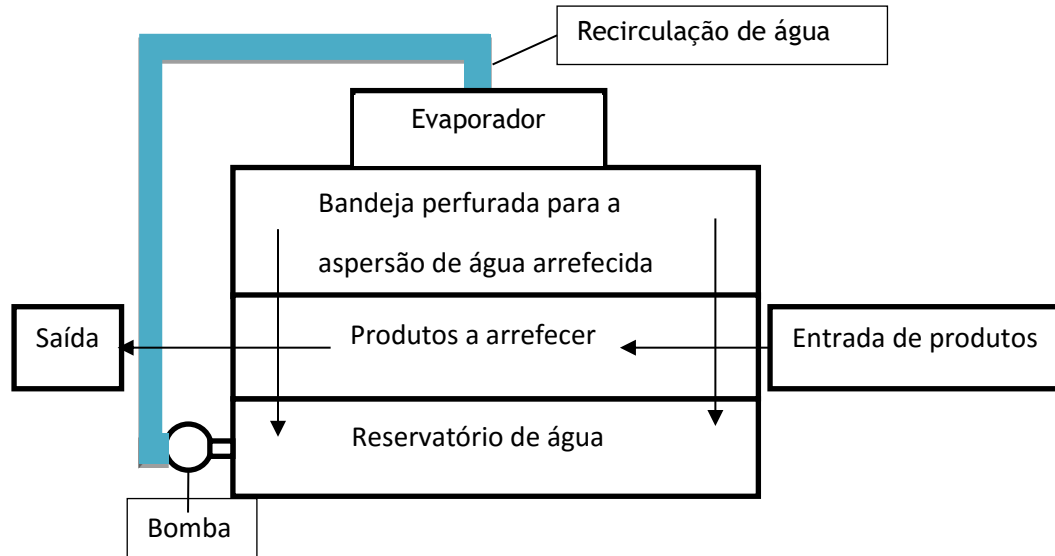 Recirculação de água
Evaporador
Bandeja perfurada para a
aspersão de água arrefecida
Saída
Produtos a arrefecer
Entrada de produtos
Reservatório de água
Bomba